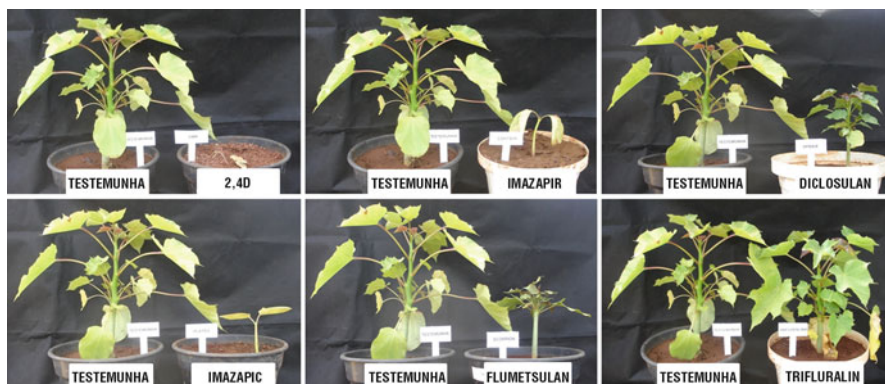 TESTEMUNHA
2,4D
TESTEMUNHA
IMAZAPIR
TESTEMUNHA
DICLOSULAN
TESTEMUNHA
IMAZAPIC
TESTEMUNHA
FLUMETSULAN
TESTEMUNHA
TRIFLURALIN